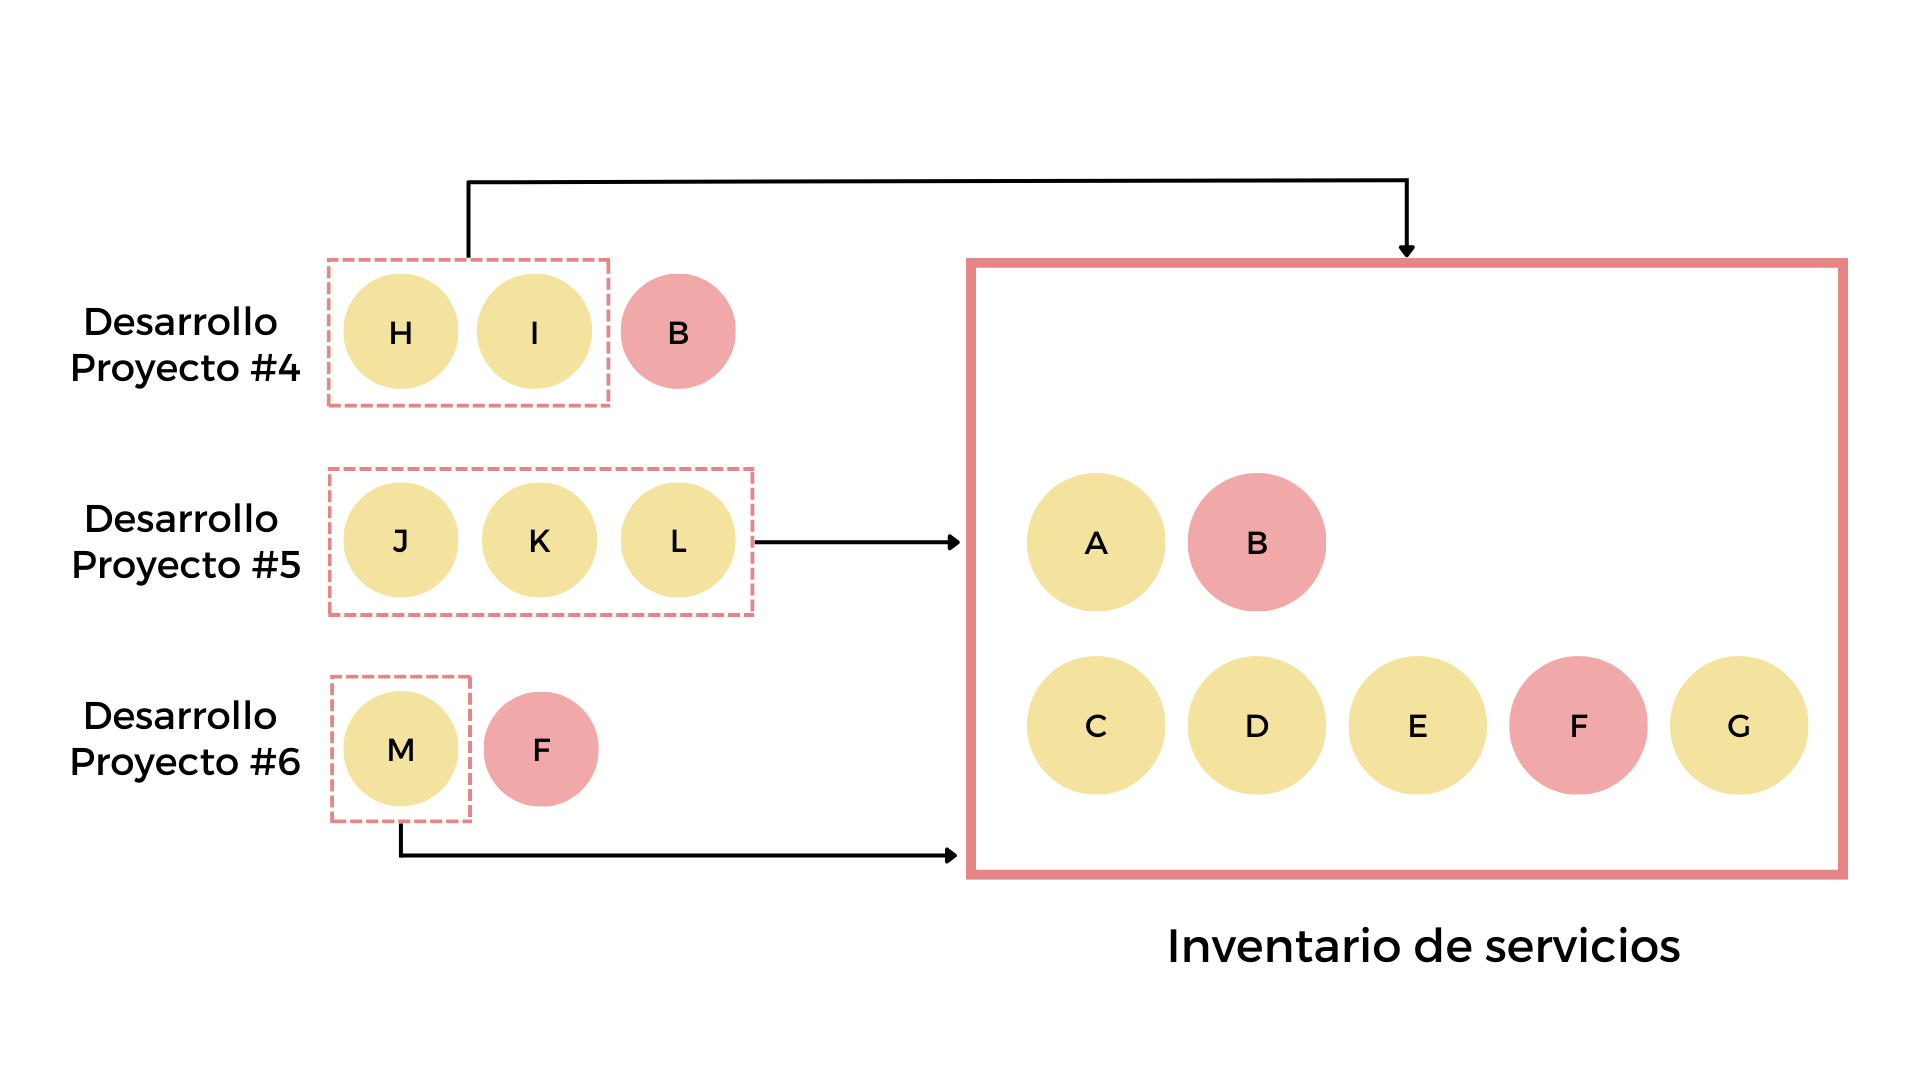 Desarrollo
Proyecto #4
H
I
B
Desarrollo
Proyecto #5
J
K
L
A
B
Desarrollo
Proyecto #6
M
F
C
D
E
F
G
Inventario de servicios